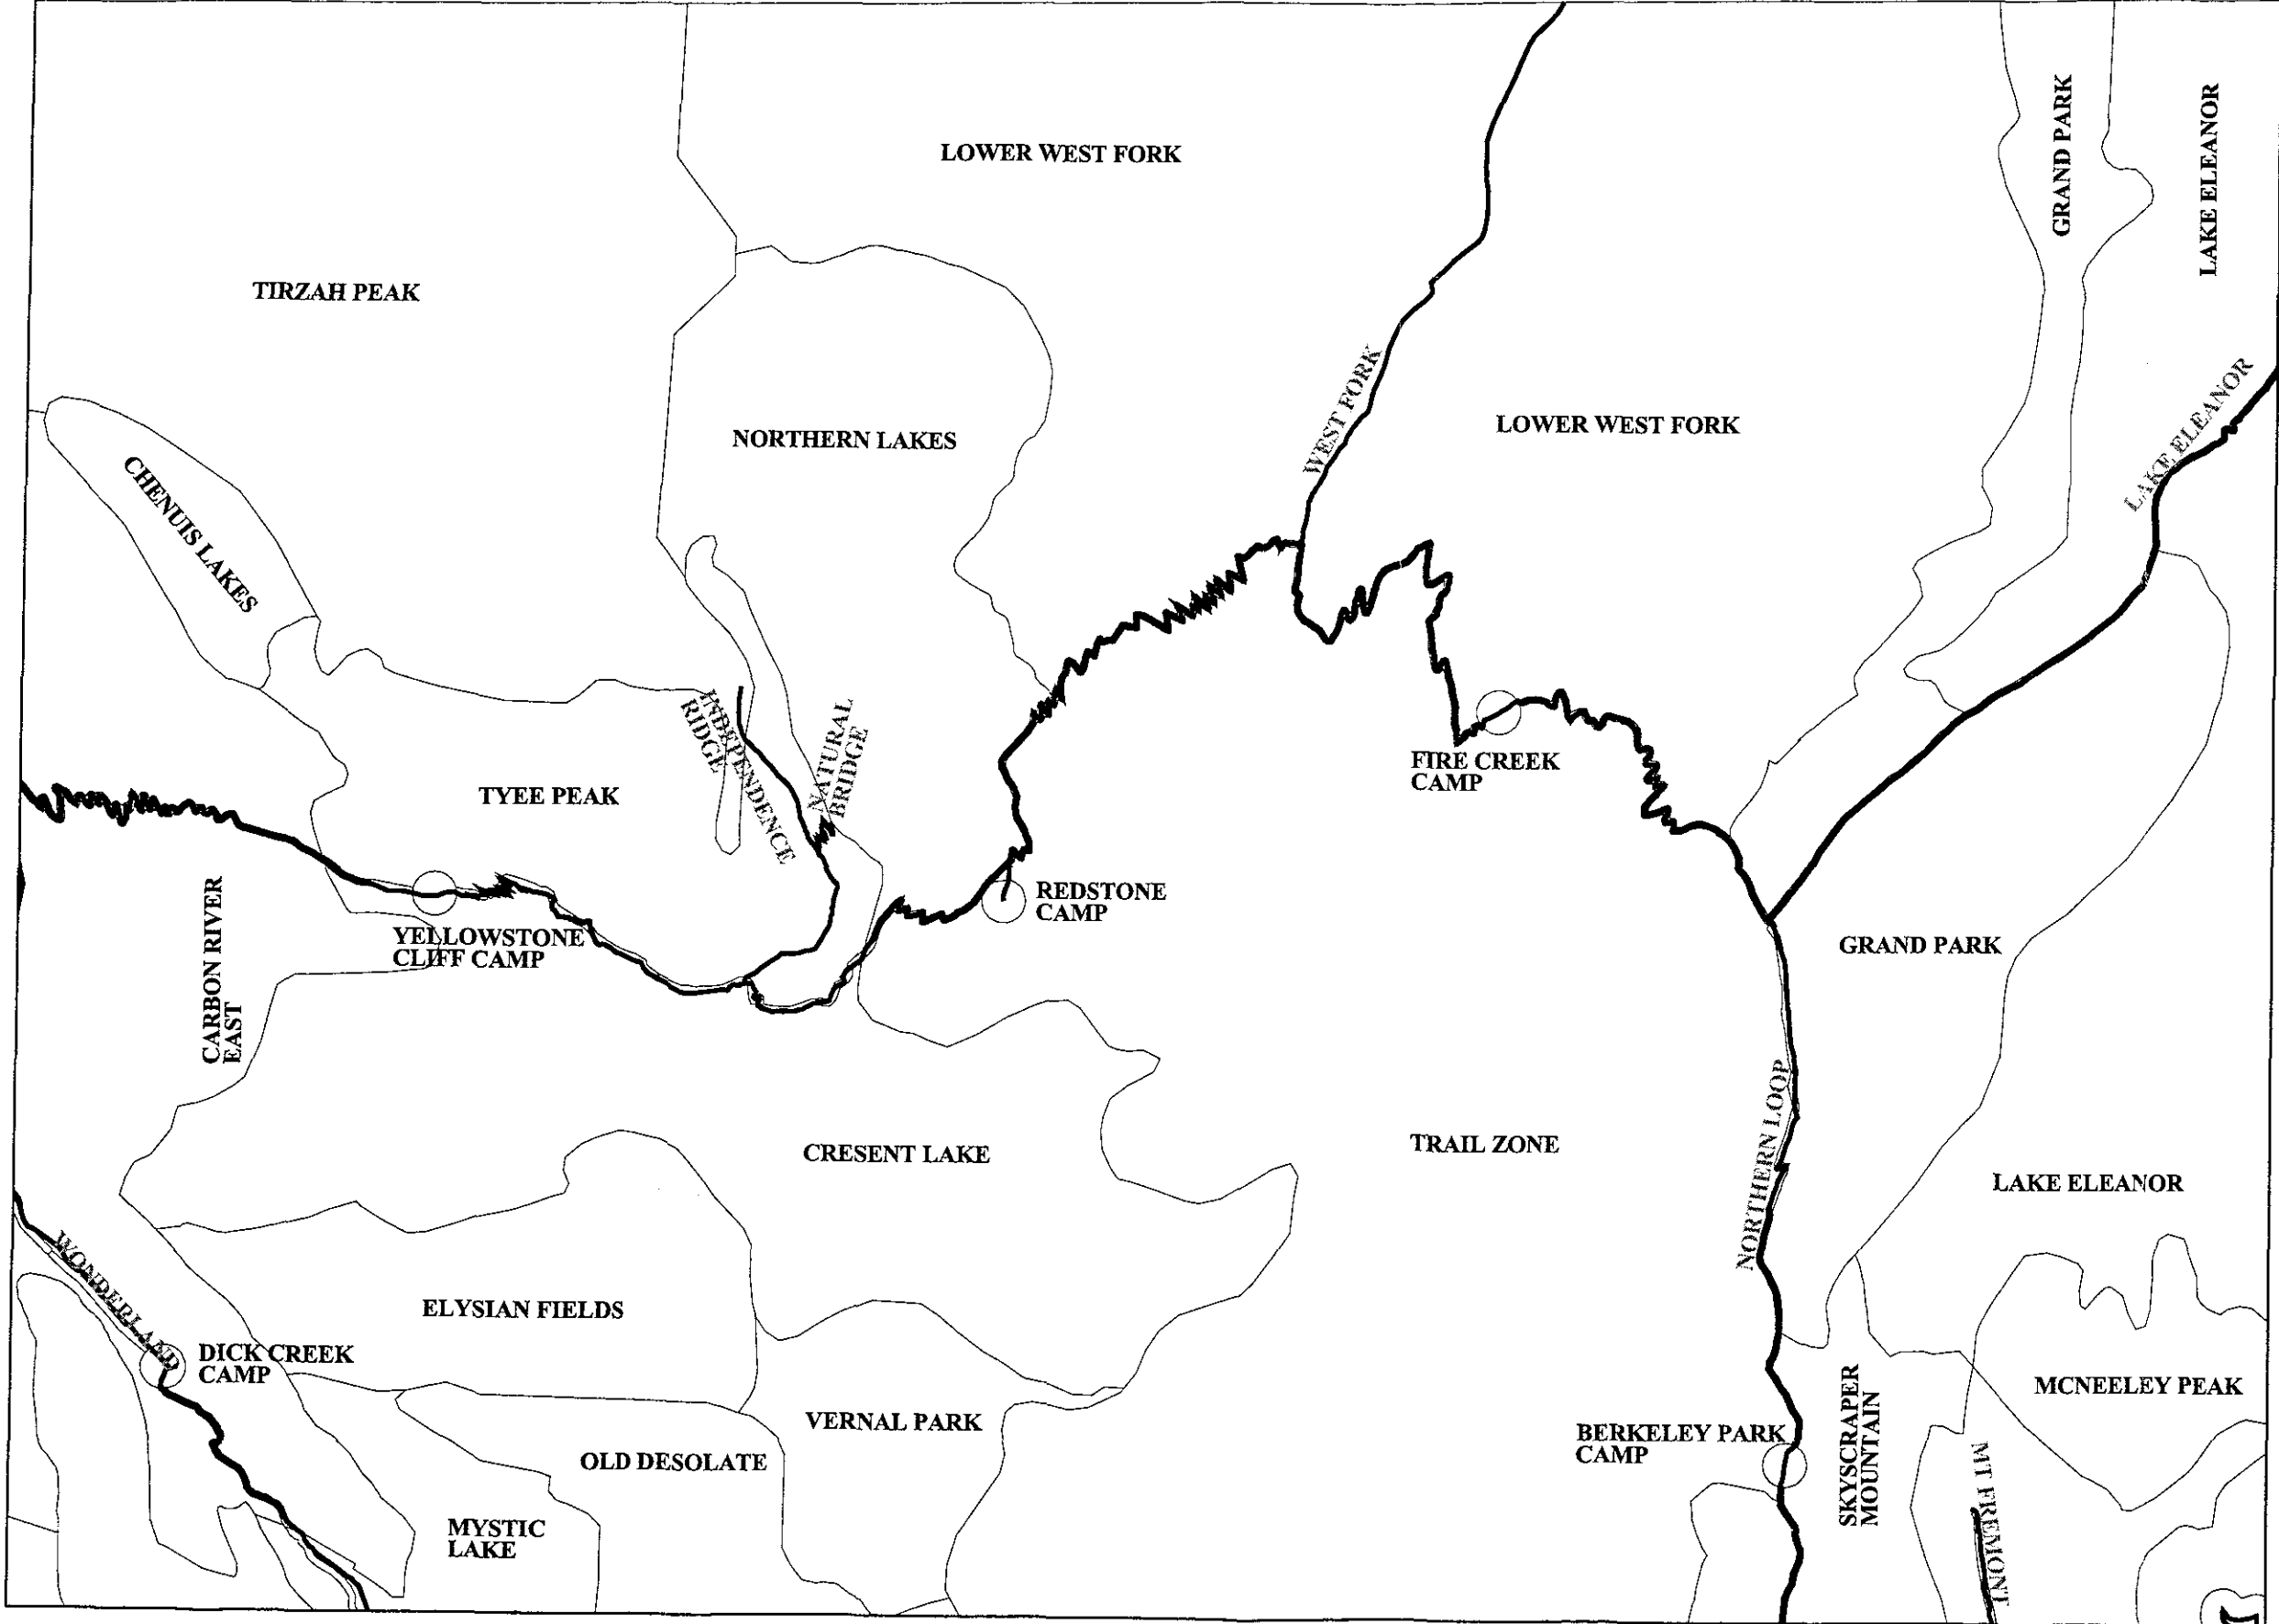 LOWER WEST FORK
GRAND PARK
LAKE ELEANOR
TIRZAH PEAK
NORTHERN LAKES
WEST FORK
LOWER WEST FORK
LAKE ELEANOR
CHENUIS LAKES
INDEPENDENCE
RIDGE
NATURAL
BRIDGE
TYEE PEAK
FIRE CREEK
CAMP
REDSTONE
CAMP
YELLOWSTONE
CLIFF CAMP
CARBON RIVER
EAST
GRAND PARK
NORTHERN LOOP
CRESENT LAKE
TRAIL ZONE
LAKE ELEANOR
WONDERLAND
ELYSIAN FIELDS
DICK CREEK
CAMP
MCNEELEY PEAK
VERNAL PARK
BERKELEY PARK
CAMP
SKYSCRAPER
MOUNTAIN
OLD DESOLATE
MT FREMONT
MYSTIC
LAKE